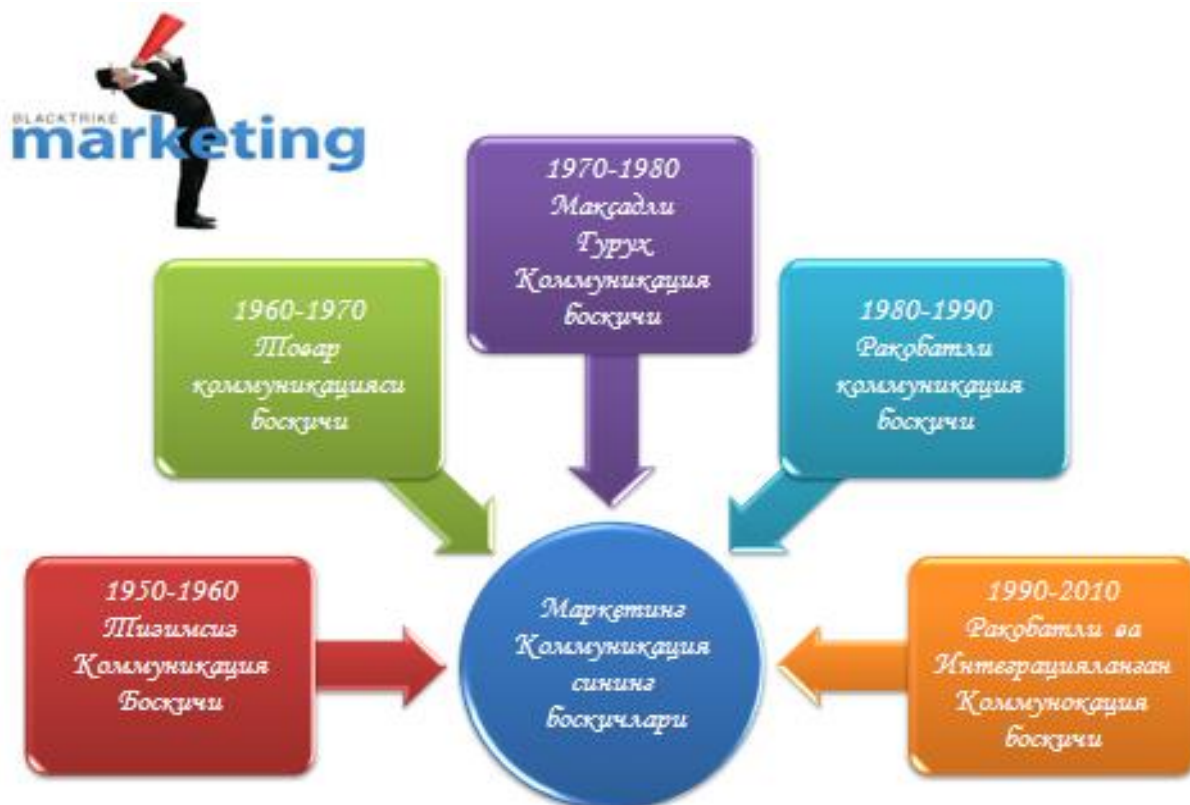 BLACKTRIKE
marketing
1970-1980
Максадли
Гурух
Коммуникация
боскичи
1960-1970
Товар
коммуникацияси
боскичи
1980-1990
Ракобатли
коммуникация
боскичи
1950-1960
Тизимсиз
Коммуникация
Боскичи
Маркетинг
Коммуникация
сининг
боскичлари
1990-2010
Ракобатли ва
Интеграциялангaн
Коммунокация
боскичи